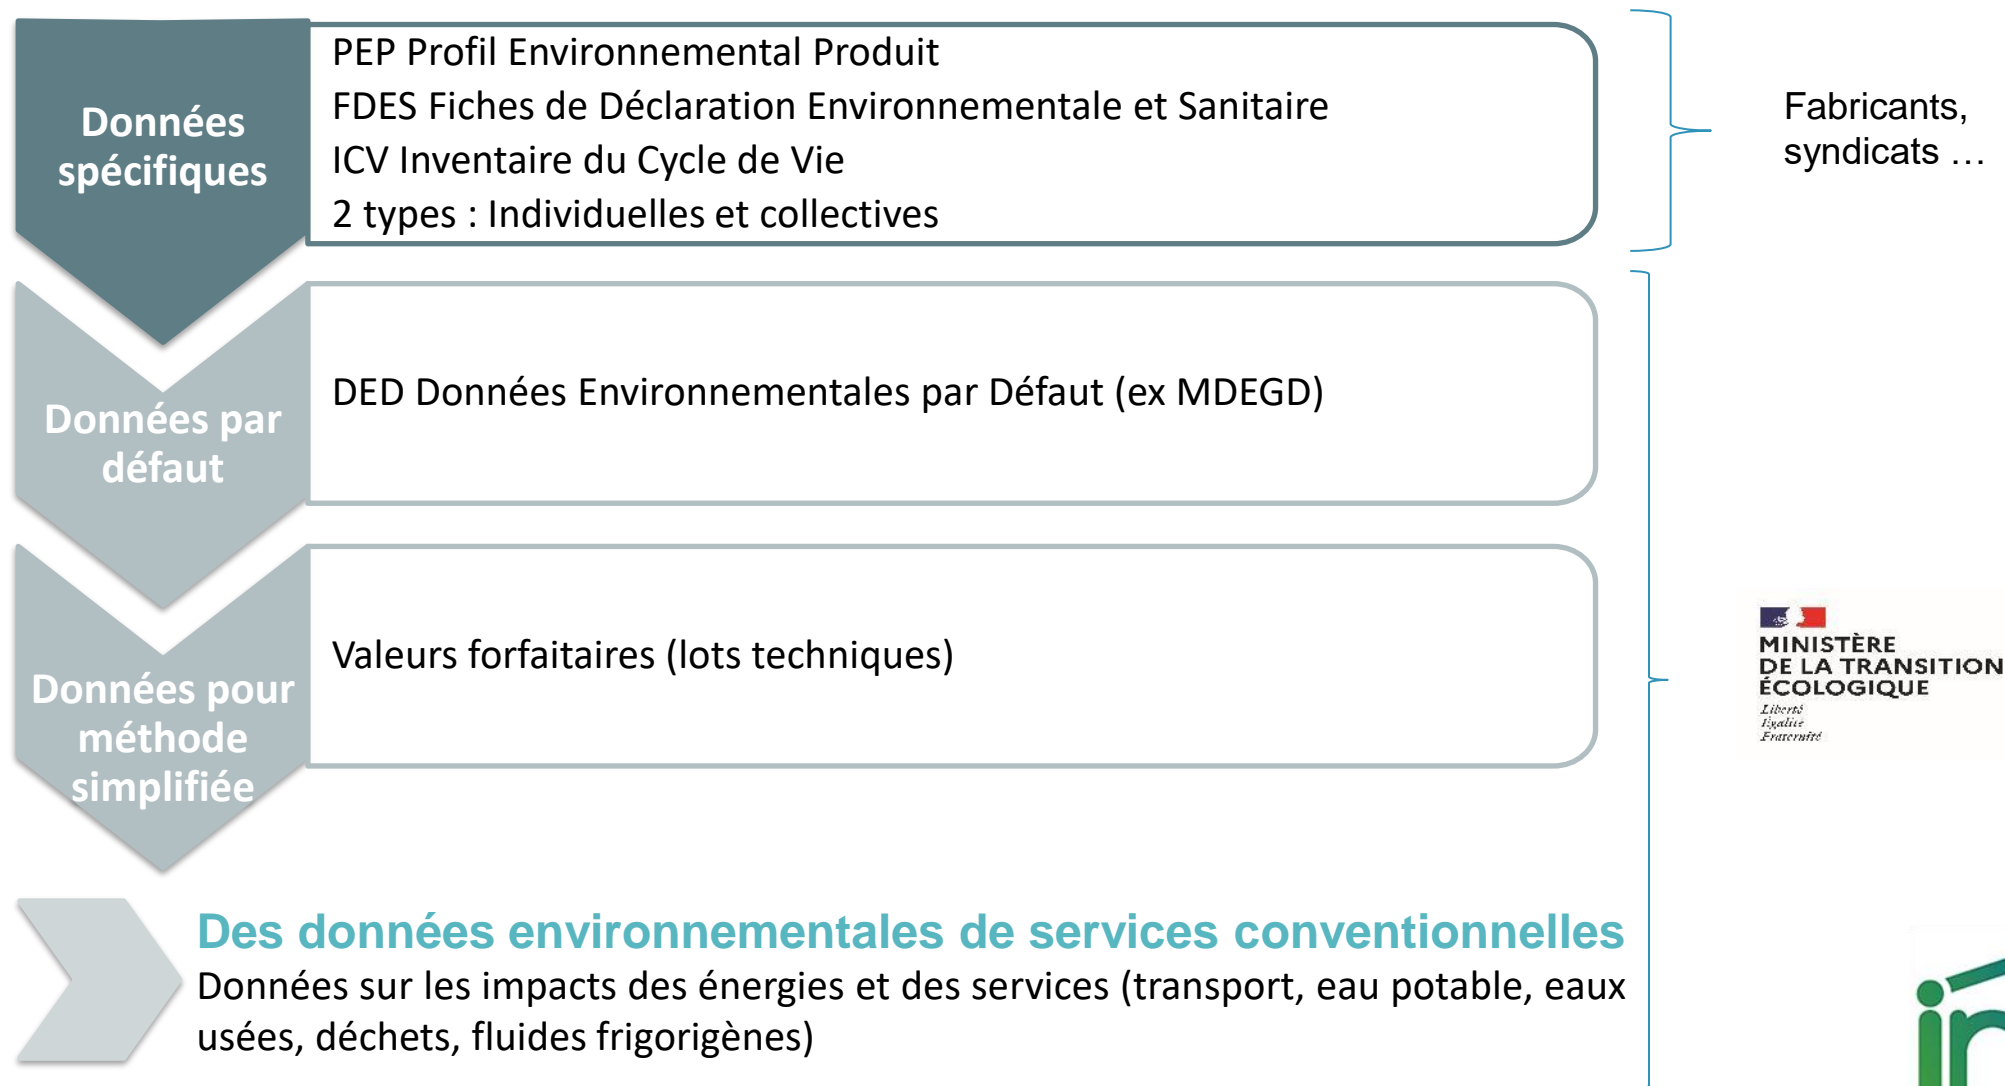 Données
spécifiques
PEP Profil Environnemental Produit
FDES Fiches de Déclaration Environnementale et Sanitaire
ICV Inventaire du Cycle de Vie
2 types : Individuelles et collectives
Fabricants,
syndicats …
Données par
défaut
DED Données Environnementales par Défaut (ex MDEGD)
Données pour
méthode
simplifiée
Valeurs forfaitaires (lots techniques)
MINISTÈRE
DE LA TRANSITION
ÉCOLOGIQUE
Liberté
Égalité
Fraternité
Des données environnementales de services conventionnelles
Données sur les impacts des énergies et des services (transport, eau potable, eaux
usées, déchets, fluides frigorigènes)